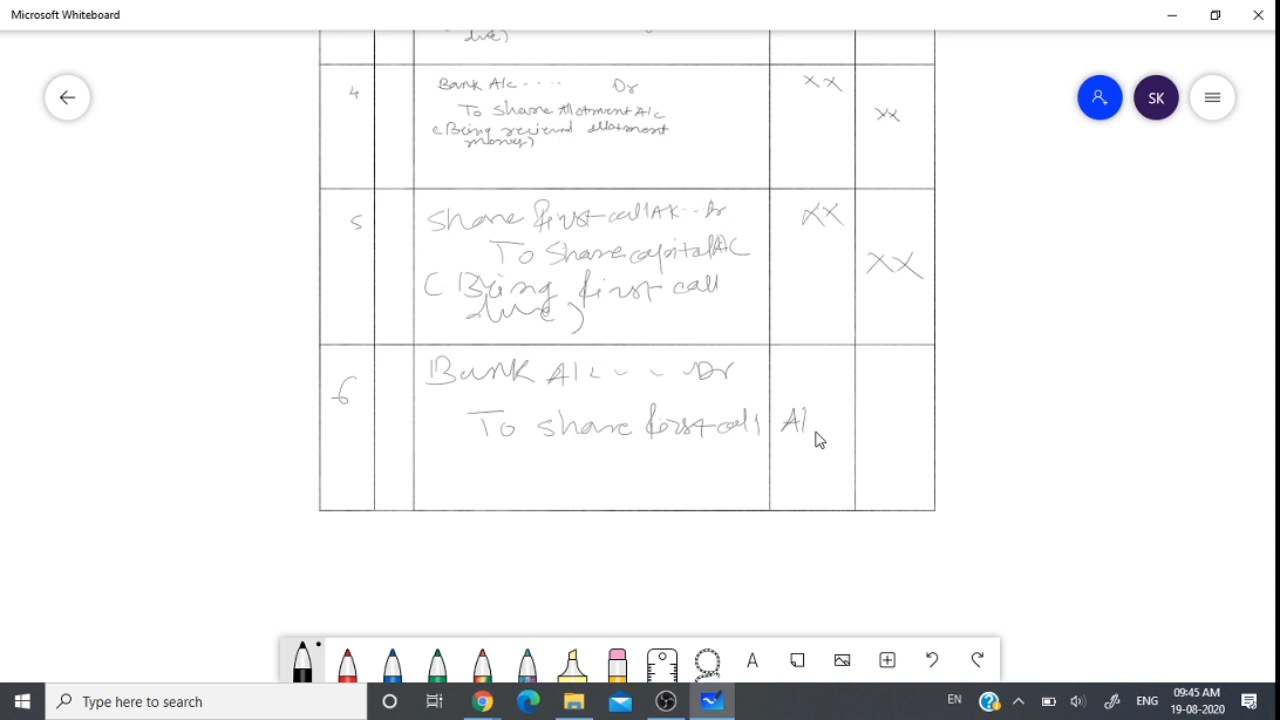 Microsoft Whiteboard
due)
4
Bank A/c ····
Dr
XX
To Share Allotment A/c
XX
(Being recieved allotment
money)
5
Share first call A/c ··· Dr
XX
To Share capital A/c
XX
(Being first call
due)
6
Bank A/c - - - Dr
To share first call A/
SK
A
Type here to search
EN
ENG
09:45 AM
19-08-2020